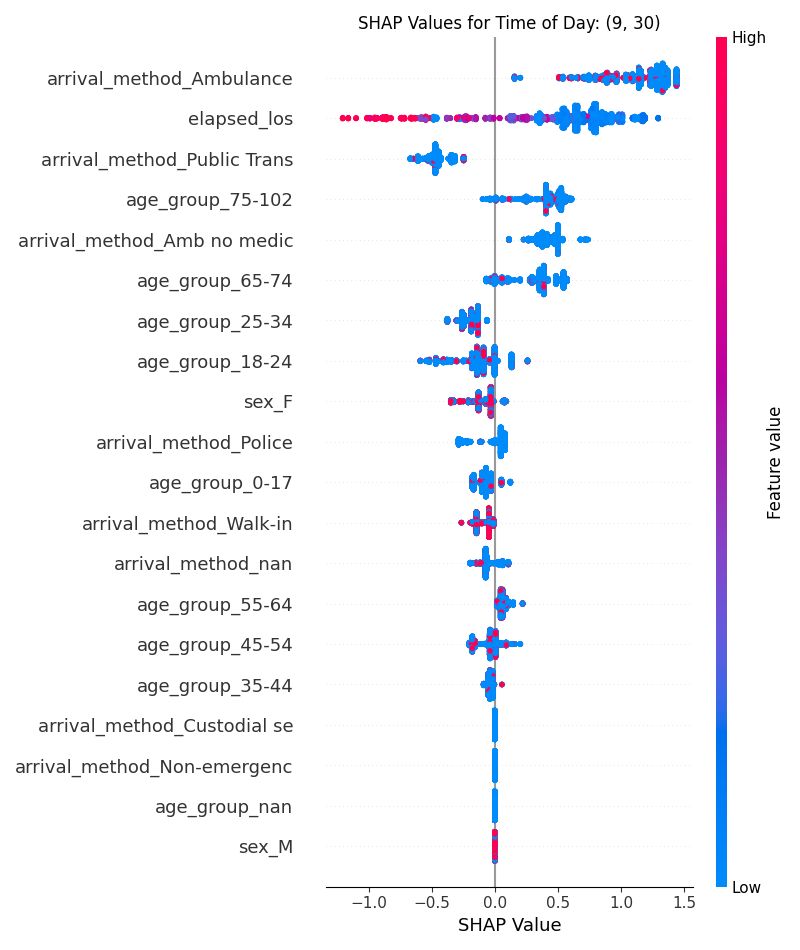 SHAP Values for Time of Day: (9, 30)
High
arrival_method_Ambulance
elapsed_los
arrival_method_Public Trans
age_group_75-102
arrival_method_Amb no medic
age_group_65-74
age_group_25-34
age_group_18-24
sex_F
arrival_method_Police
age_group_0-17
arrival_method_Walk-in
arrival_method_nan
age_group_55-64
age_group_45-54
age_group_35-44
arrival_method_Custodial se
arrival_method_Non-emergenc
age_group_nan
sex_M
Feature value
Low
−1.0 −0.5 0.0 0.5 1.0 1.5
SHAP Value